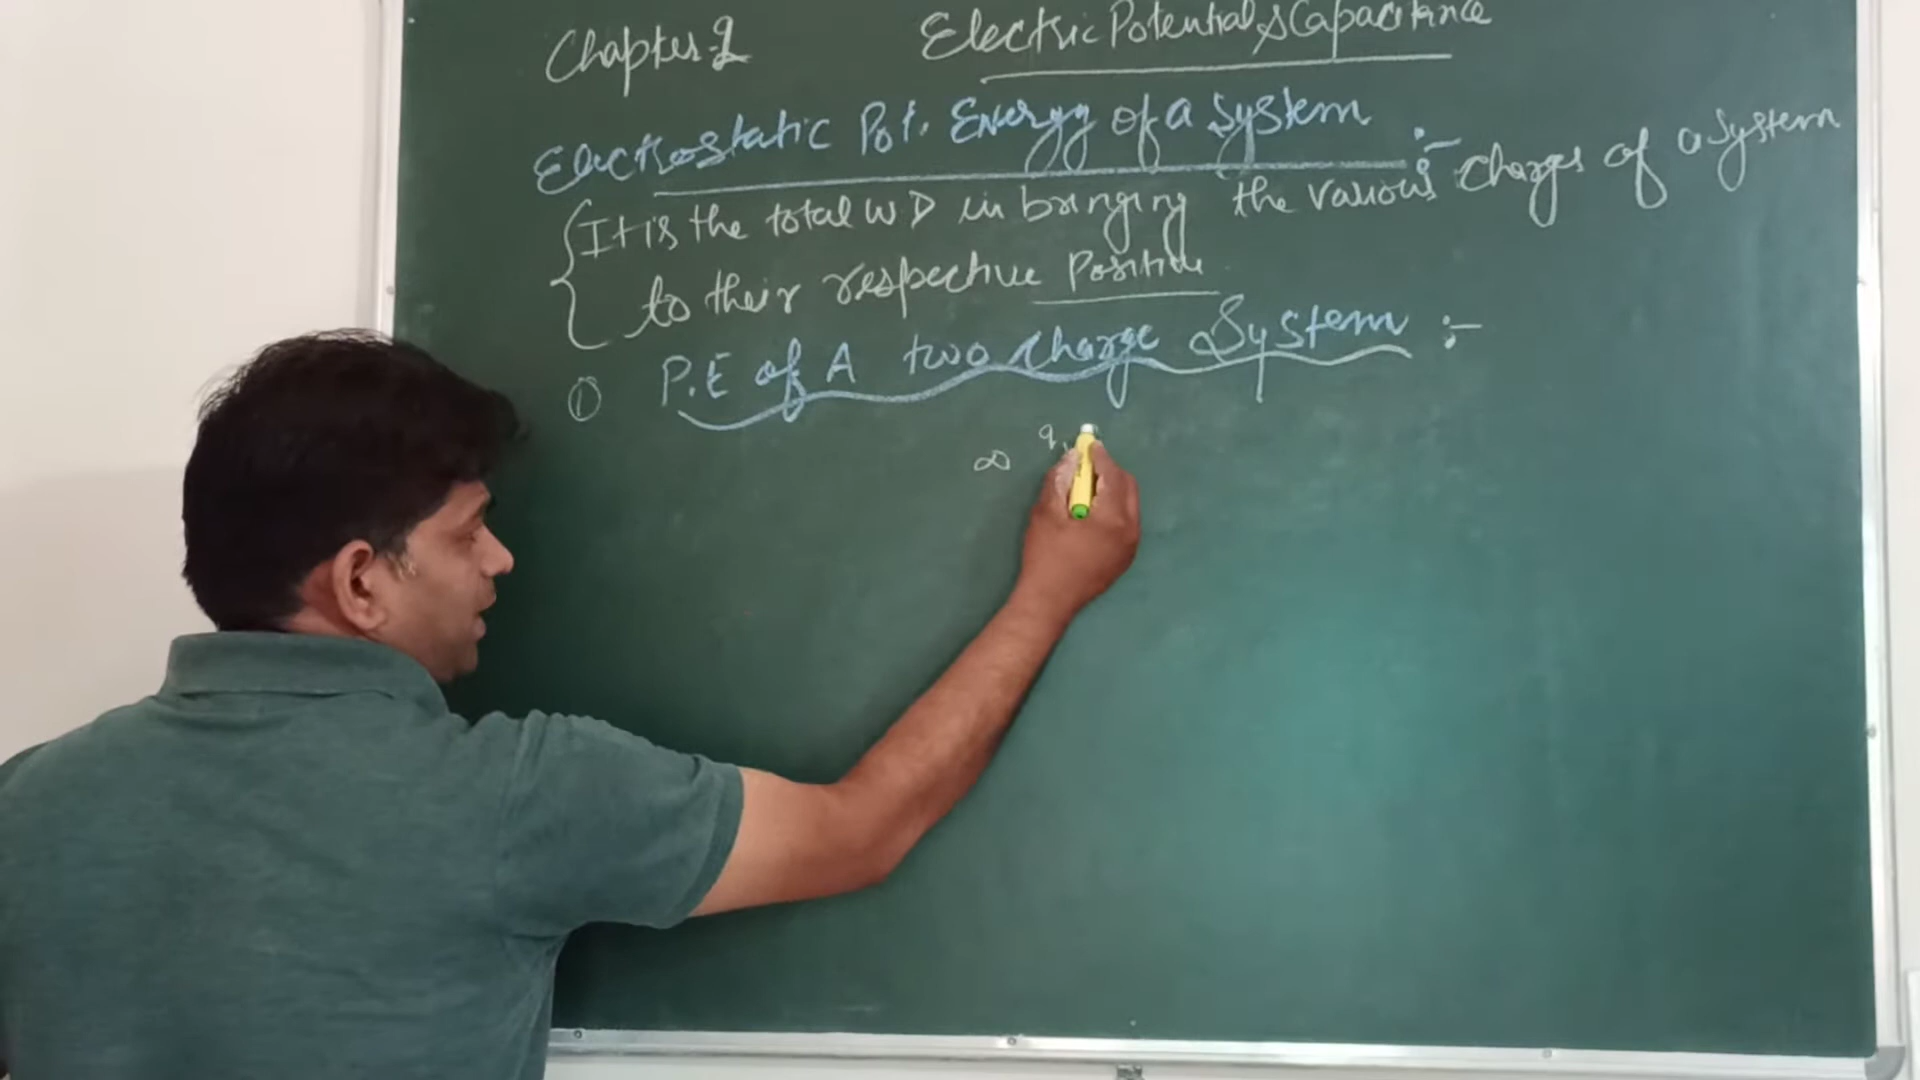 Chapter-2 Electric Potential & Capacitance
Electrostatic Pot. Energy of a System :-
{ It is the total WD in bringing the various charges of a system
to their respective Position
① P.E of A two charge System :-
∞ q